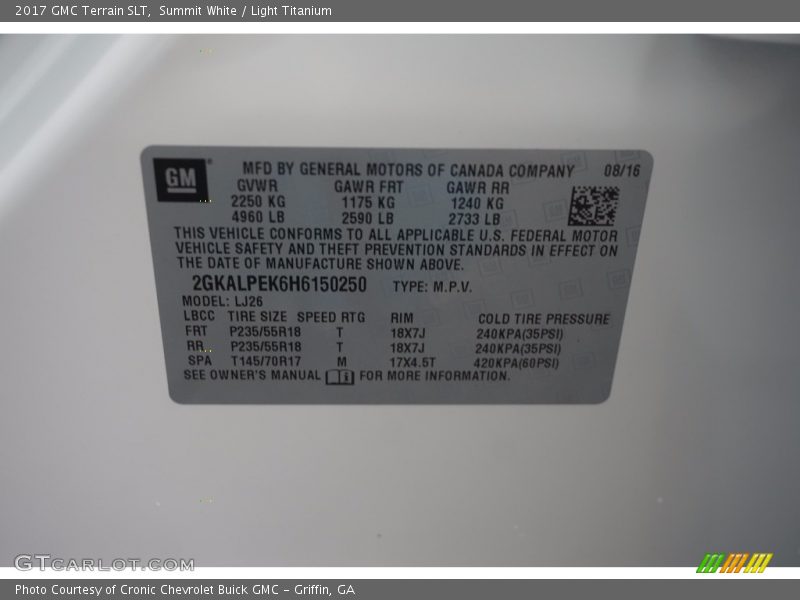 2017 GMC Terrain SLT, Summit White / Light Titanium
GM
MFD BY GENERAL MOTORS OF CANADA COMPANY 08/16
GVWR GAWR FRT GAWR RR
2250 KG 1175 KG 1240 KG
4960 LB 2590 LB 2733 LB
THIS VEHICLE CONFORMS TO ALL APPLICABLE U.S. FEDERAL MOTOR
VEHICLE SAFETY AND THEFT PREVENTION STANDARDS IN EFFECT ON
THE DATE OF MANUFACTURE SHOWN ABOVE.
2GKALPEK6H6150250 TYPE: M.P.V.
MODEL: LJ26
LBCC TIRE SIZE SPEED RTG RIM COLD TIRE PRESSURE
FRT P235/55R18 T 18X7J 240KPA(35PSI)
RR P235/55R18 T 18X7J 240KPA(35PSI)
SPA T145/70R17 M 17X4.5T 420KPA(60PSI)
SEE OWNER'S MANUAL FOR MORE INFORMATION.
GTCARLOT.COM
Photo Courtesy of Cronic Chevrolet Buick GMC - Griffin, GA